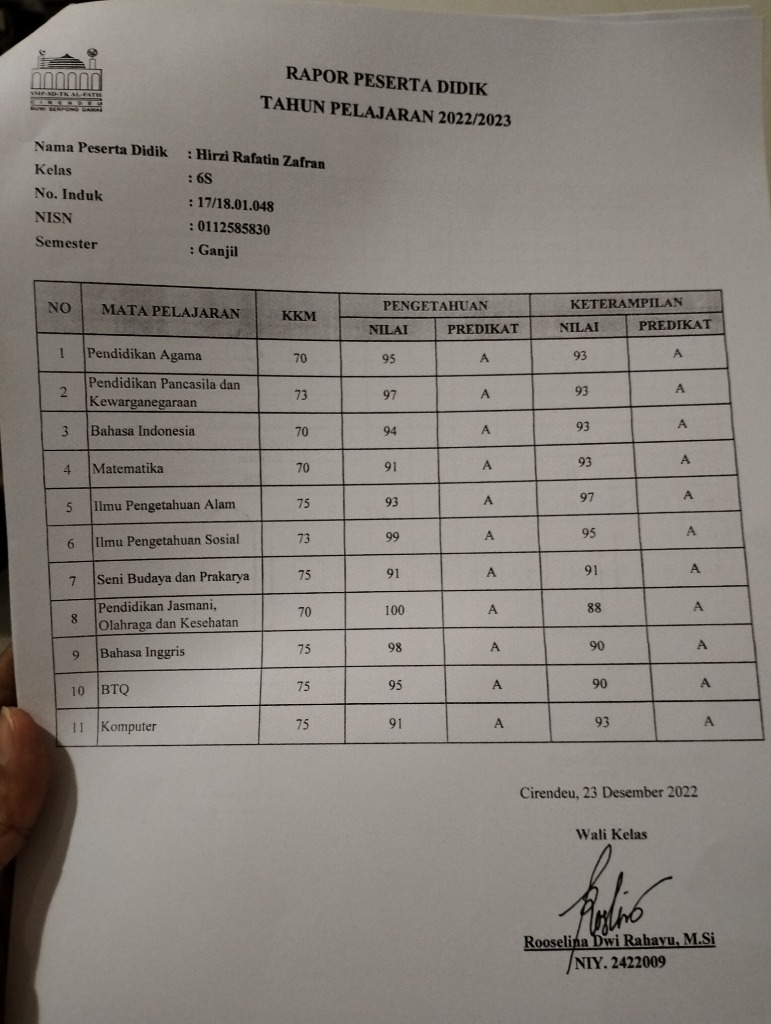 SMP-SD-TK AL-FATH
CIRENDEU
BUMI SERPONG DAMAI
RAPOR PESERTA DIDIK
TAHUN PELAJARAN 2022/2023
Nama Peserta Didik : Hirzi Rafatin Zafran
Kelas : 6S
No. Induk : 17/18.01.048
NISN : 0112585830
Semester : Ganjil
NO MATA PELAJARAN KKM PENGETAHUAN KETERAMPILAN
NILAI PREDIKAT NILAI PREDIKAT
1 Pendidikan Agama 70 95 A 93 A
2 Pendidikan Pancasila dan
Kewarganegaraan 73 97 A 93 A
3 Bahasa Indonesia 70 94 A 93 A
4 Matematika 70 91 A 93 A
5 Ilmu Pengetahuan Alam 75 93 A 97 A
6 Ilmu Pengetahuan Sosial 73 99 A 95 A
7 Seni Budaya dan Prakarya 75 91 A 91 A
8 Pendidikan Jasmani,
Olahraga dan Kesehatan 70 100 A 88 A
9 Bahasa Inggris 75 98 A 90 A
10 BTQ 75 95 A 90 A
11 Komputer 75 91 A 93 A
Cirendeu, 23 Desember 2022
Wali Kelas
Rooselina Dwi Rahayu, M.Si
NIY. 2422009